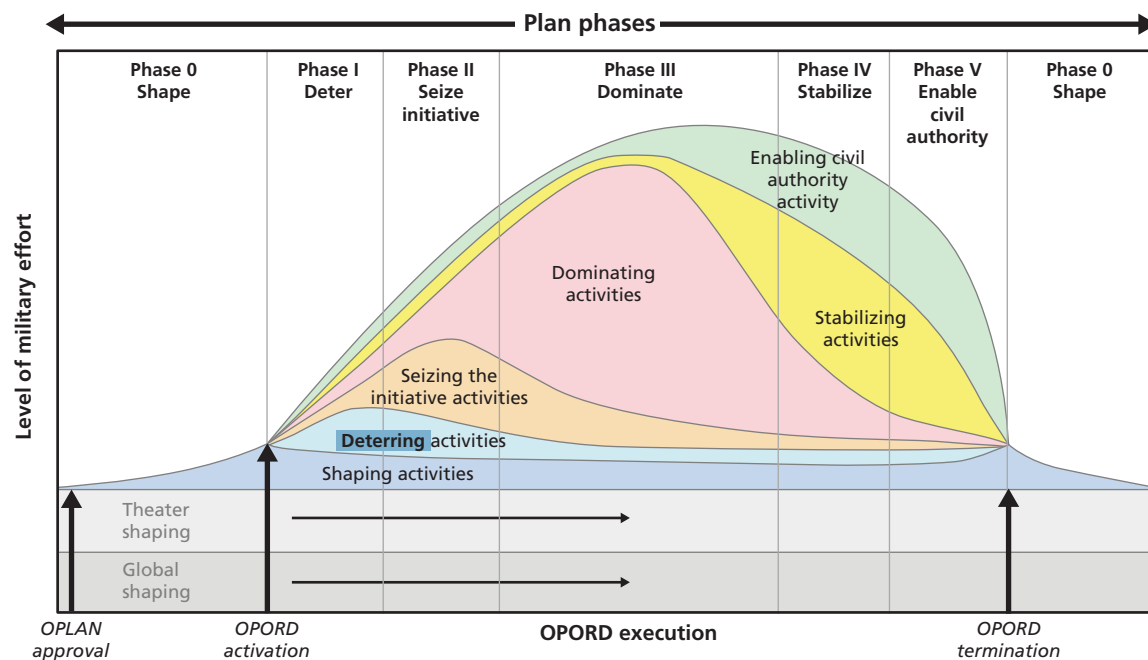 Plan phases
Phase 0
Shape
Phase I
Deter
Phase II
Seize
initiative
Phase III
Dominate
Phase IV
Stabilize
Phase V
Enable
civil
authority
Phase 0
Shape
Level of military effort
Enabling civil
authority
activity
Dominating
activities
Stabilizing
activities
Seizing the
initiative activities
Deterring activities
Shaping activities
Theater
shaping
Global
shaping
OPLAN
approval
OPORD
activation
OPORD execution
OPORD
termination